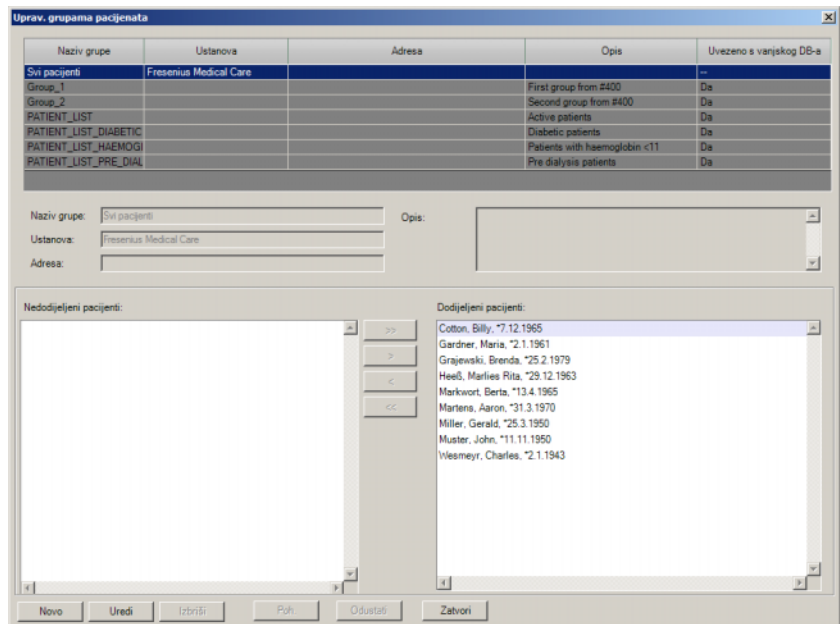 Uprav. grupama pacijenata
Naziv grupe Ustanova Adresa Opis Uvezeno s vanjskog DB-a
Svi pacijenti Fresenius Medical Care --
Group_1 First group from #400 Da
Group_2 Second group from #400 Da
PATIENT_LIST Active patients Da
PATIENT_LIST_DIABETIC Diabetic patients Da
PATIENT_LIST_HAEMOGI Patients with haemoglobin <11 Da
PATIENT_LIST_PRE_DIAL Pre dialysis patients Da
Naziv grupe: Svi pacijenti Opis:
Ustanova: Fresenius Medical Care
Adresa:
Nedodijeljeni pacijenti: Dodijeljeni pacijenti:
>>
>
<
<<
Cotton, Billy, *7.12.1965
Gardner, Maria, *2.1.1961
Grajewski, Brenda, *25.2.1979
Heeß, Marlies Rita, *29.12.1963
Markwort, Berta, *13.4.1965
Martens, Aaron, *31.3.1970
Miller, Gerald, *25.3.1950
Muster, John, *11.11.1950
Wesmeyr, Charles, *2.1.1943
Novo Uredi Izbriši Poh. Odustati Zatvori